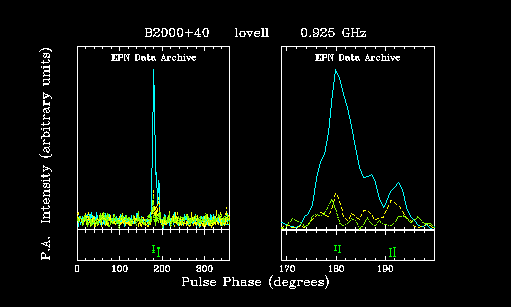 B2000+40 lovell 0.925 GHz
EPN Data Archive EPN Data Archive
P.A. Intensity (arbitrary units)
0 100 200 300 170 180 190
Pulse Phase (degrees)